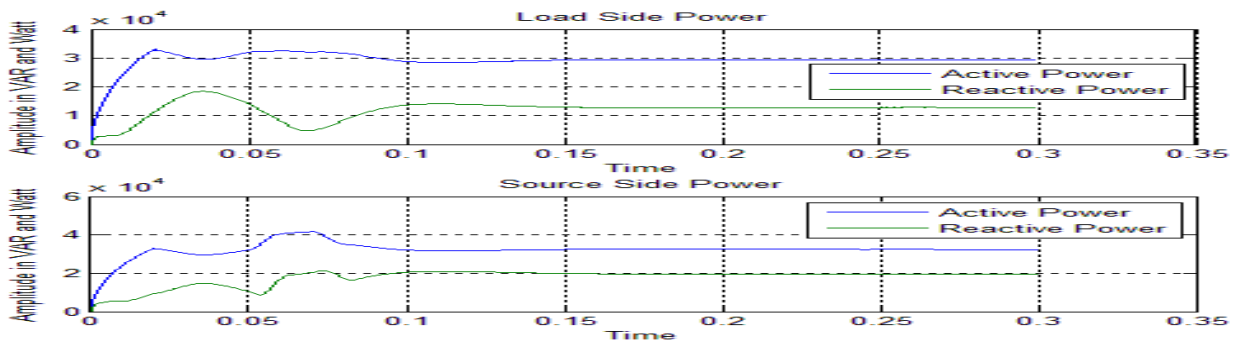 Load Side Power
× 10^4
Amplitude in VAR and Watt
4
3
2
1
0
Active Power
Reactive Power
0 0.05 0.1 0.15 0.2 0.25 0.3 0.35
Time
Source Side Power
× 10^4
Amplitude in VAR and Watt
6
4
2
0
Active Power
Reactive Power
0 0.05 0.1 0.15 0.2 0.25 0.3 0.35
Time